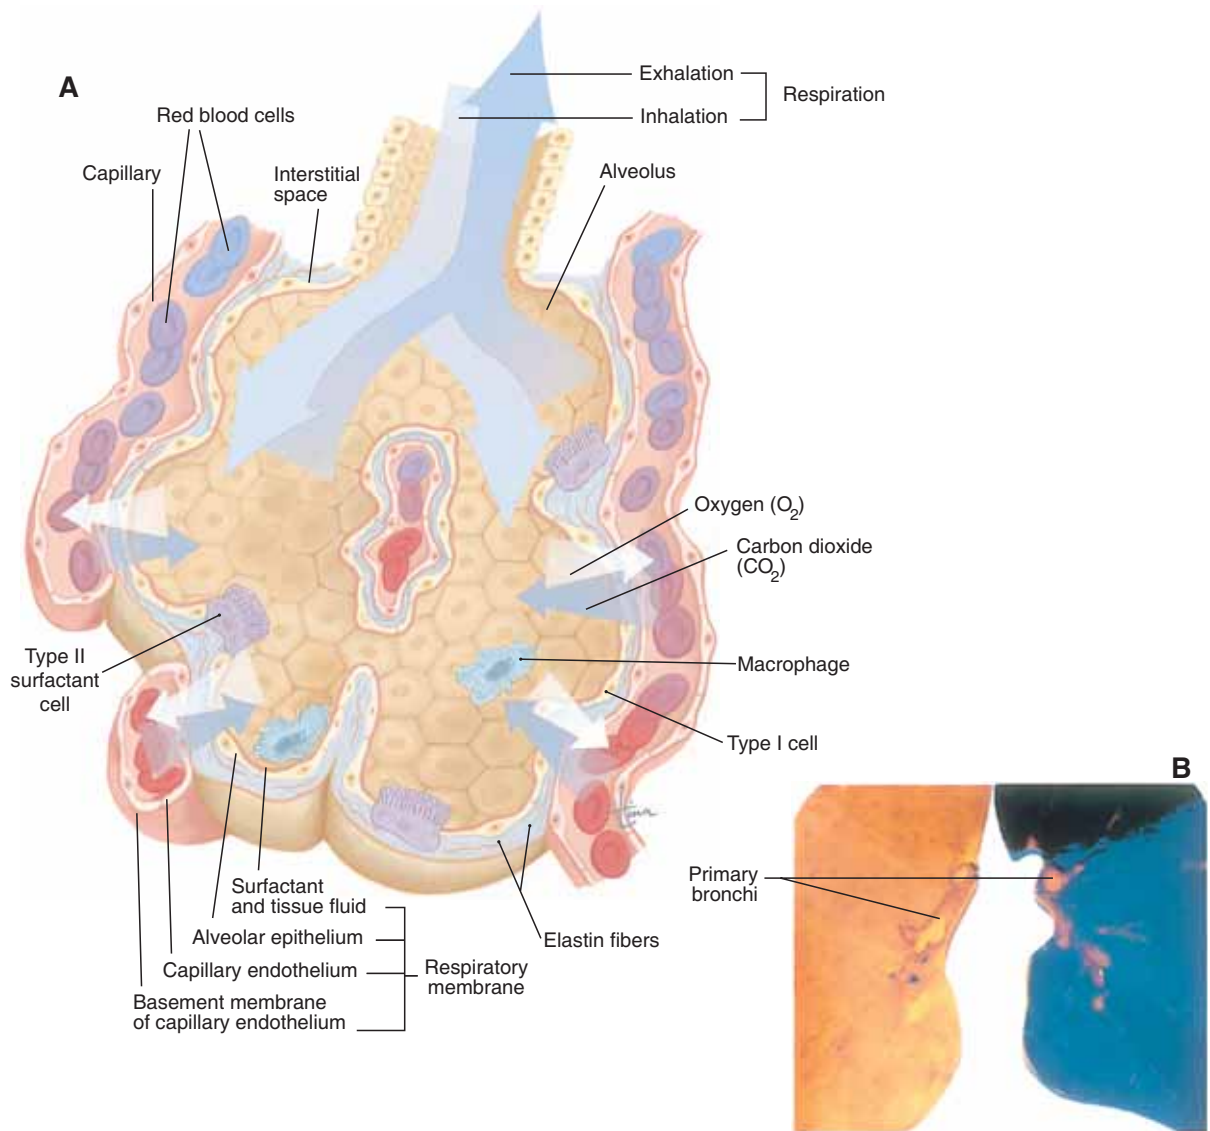 A
Exhalation
Inhalation
Respiration
Red blood cells
Capillary
Interstitial
space
Alveolus
Oxygen (O2)
Carbon dioxide
(CO2)
Type II
surfactant
cell
Macrophage
Type I cell
B
Primary
bronchi
Surfactant
and tissue fluid
Alveolar epithelium
Capillary endothelium
Basement membrane
of capillary endothelium
Respiratory
membrane
Elastin fibers